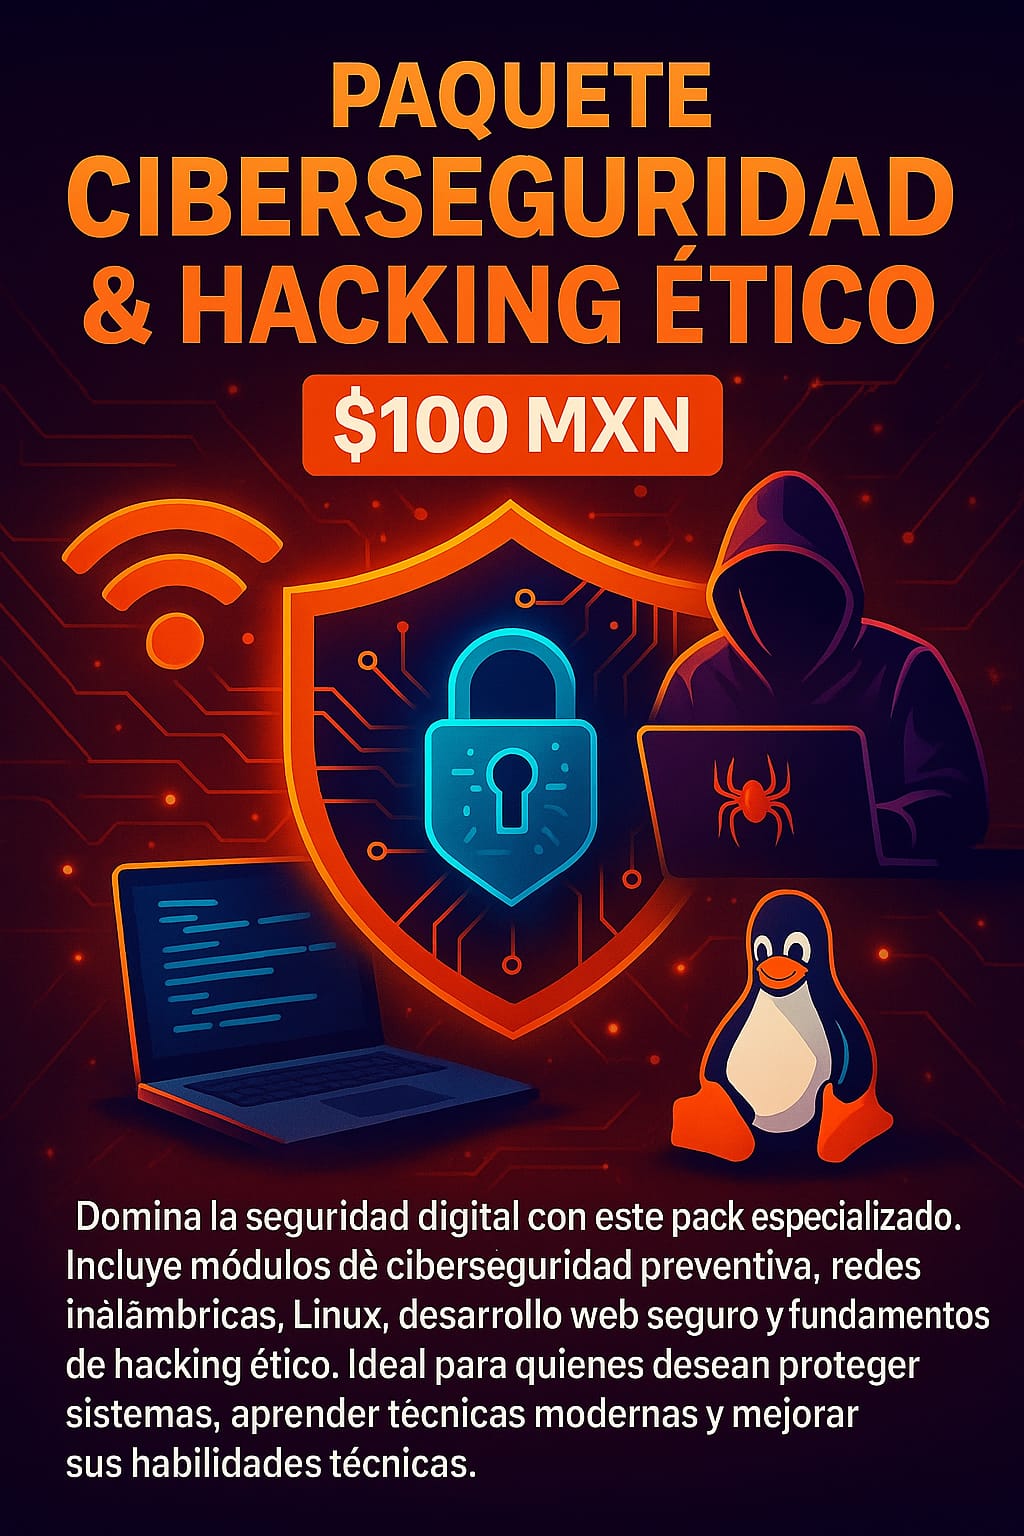 PAQUETE
CIBERSEGURIDAD
& HACKING ÉTICO
$100 MXN
Domina la seguridad digital con este pack especializado.
Incluye módulos dè ciberseguridad preventiva, redes
inàlãmbricas, Linux, desarrollo web seguro y fundamentos
de hacking ético. Ideal para quienes desean proteger
sistemas, aprender técnicas modernas y mejorar
sus habilidades técnicas.